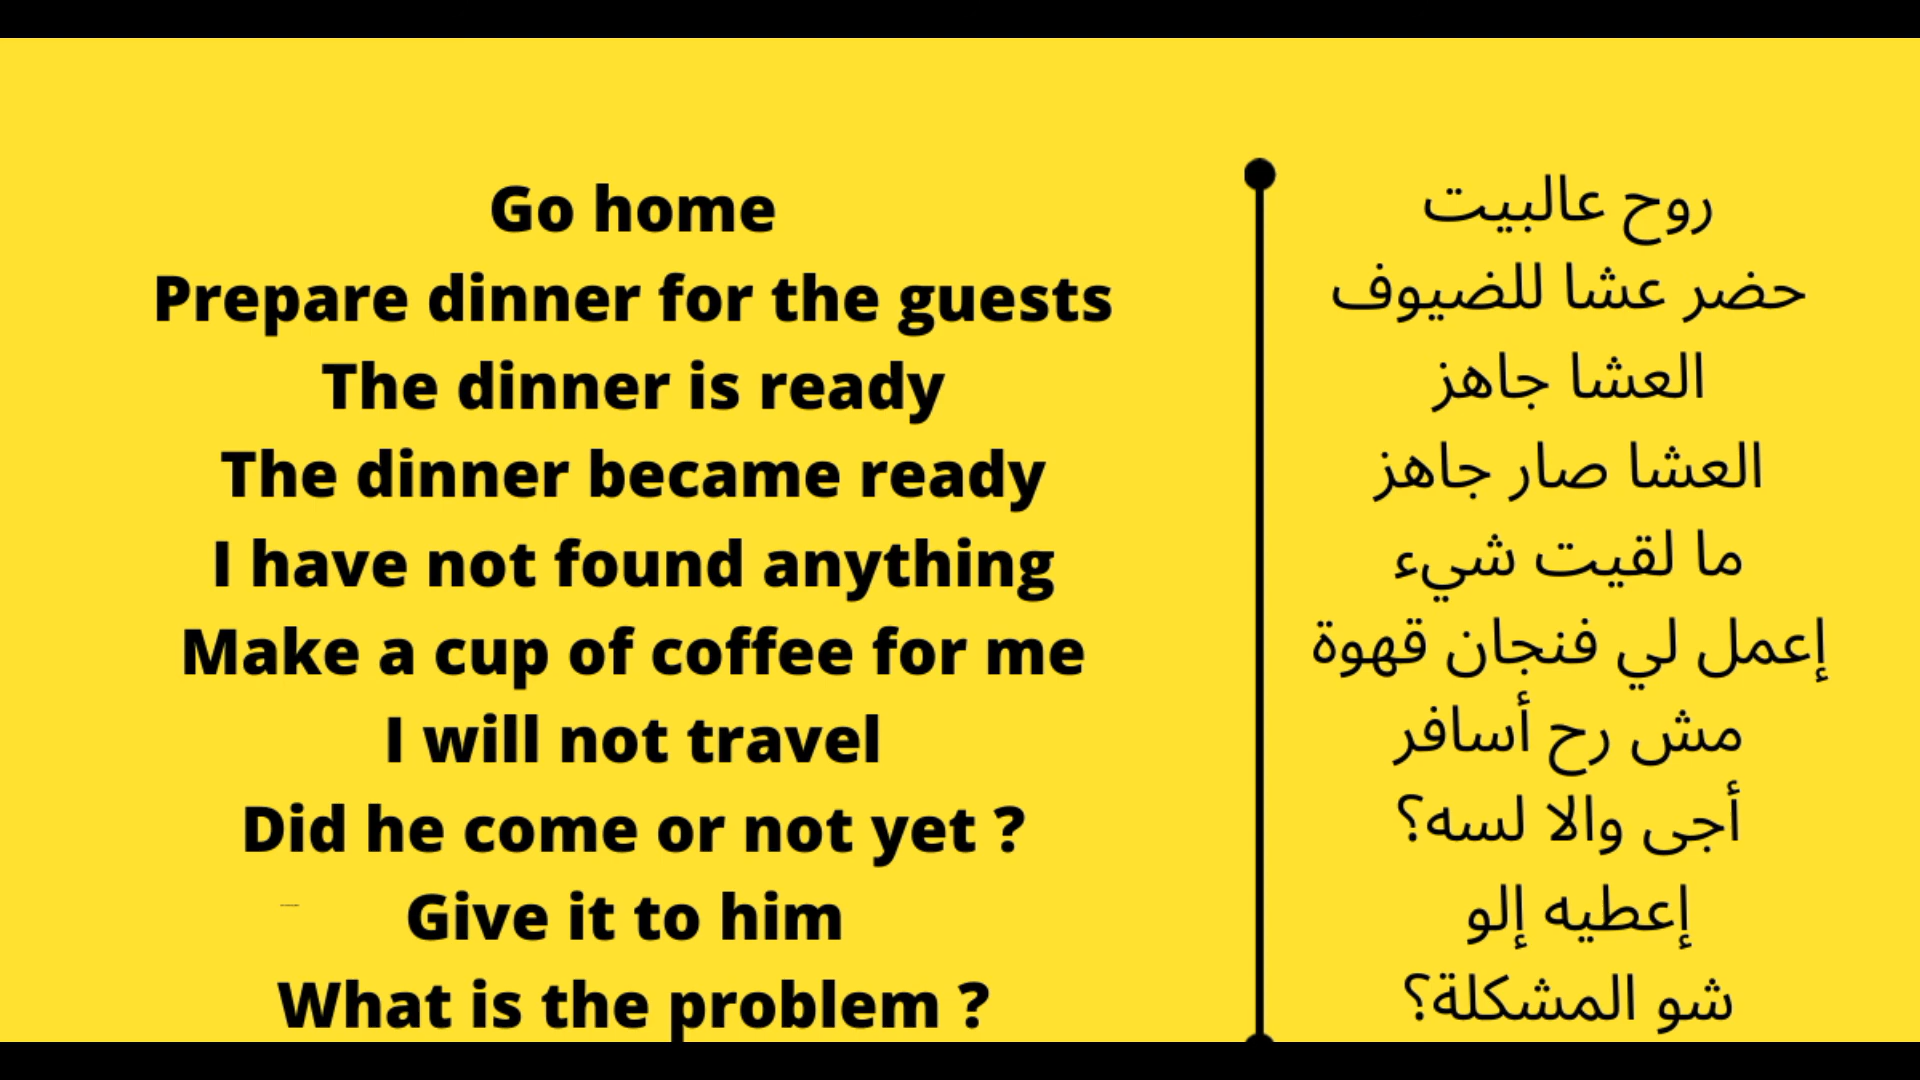 Go home
Prepare dinner for the guests
The dinner is ready
The dinner became ready
I have not found anything
Make a cup of coffee for me
I will not travel
Did he come or not yet ?
Give it to him
What is the problem ?
روح عالبيت
حضر عشا للضيوف
العشا جاهز
العشا صار جاهز
ما لقيت شيء
إعمل لي فنجان قهوة
مش رح أسافر
أجى والا لسه؟
إعطيه إلو
شو المشكلة؟